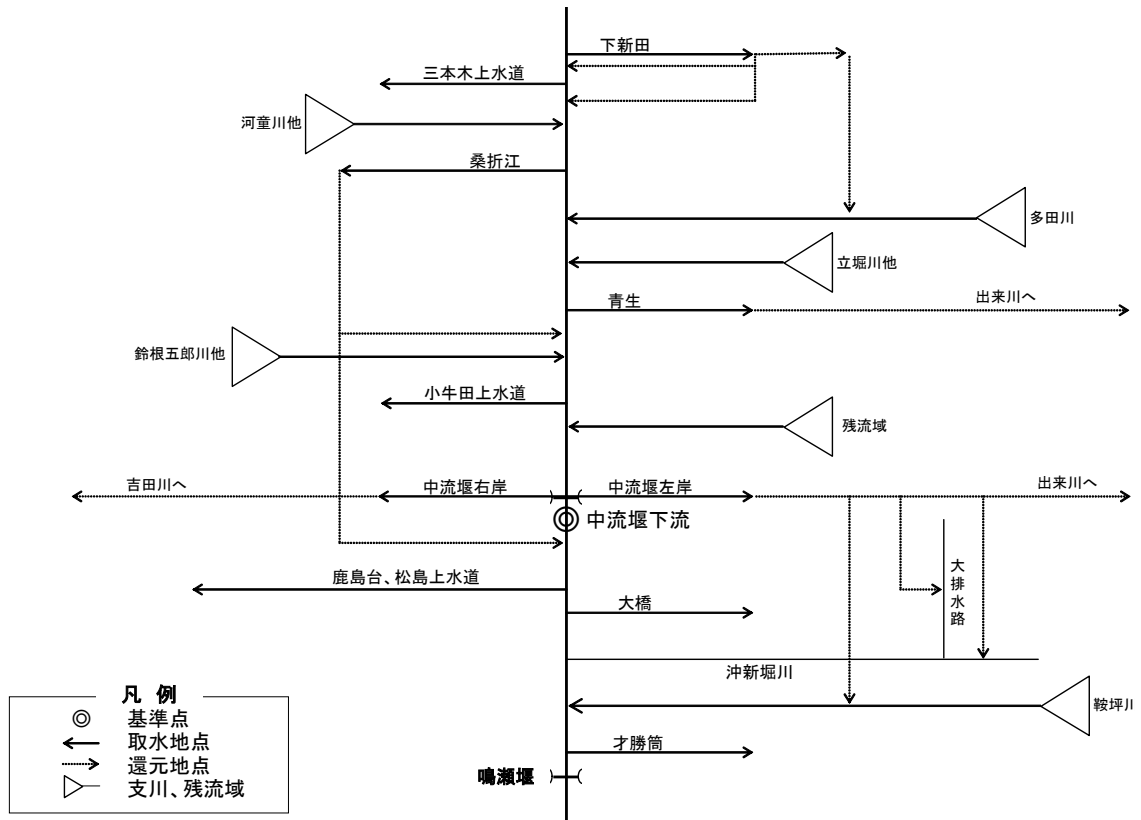 下新田
三本木上水道
河童川他
桑折江
多田川
立堀川他
青生
出来川へ
鈴根五郎川他
小牛田上水道
残流域
吉田川へ
中流堰右岸
中流堰左岸
出来川へ
中流堰下流
鹿島台、松島上水道
大橋
大排水路
沖新堀川
鞍坪川
才勝筒
鳴瀬堰
凡 例
基準点
取水地点
還元地点
支川、残流域